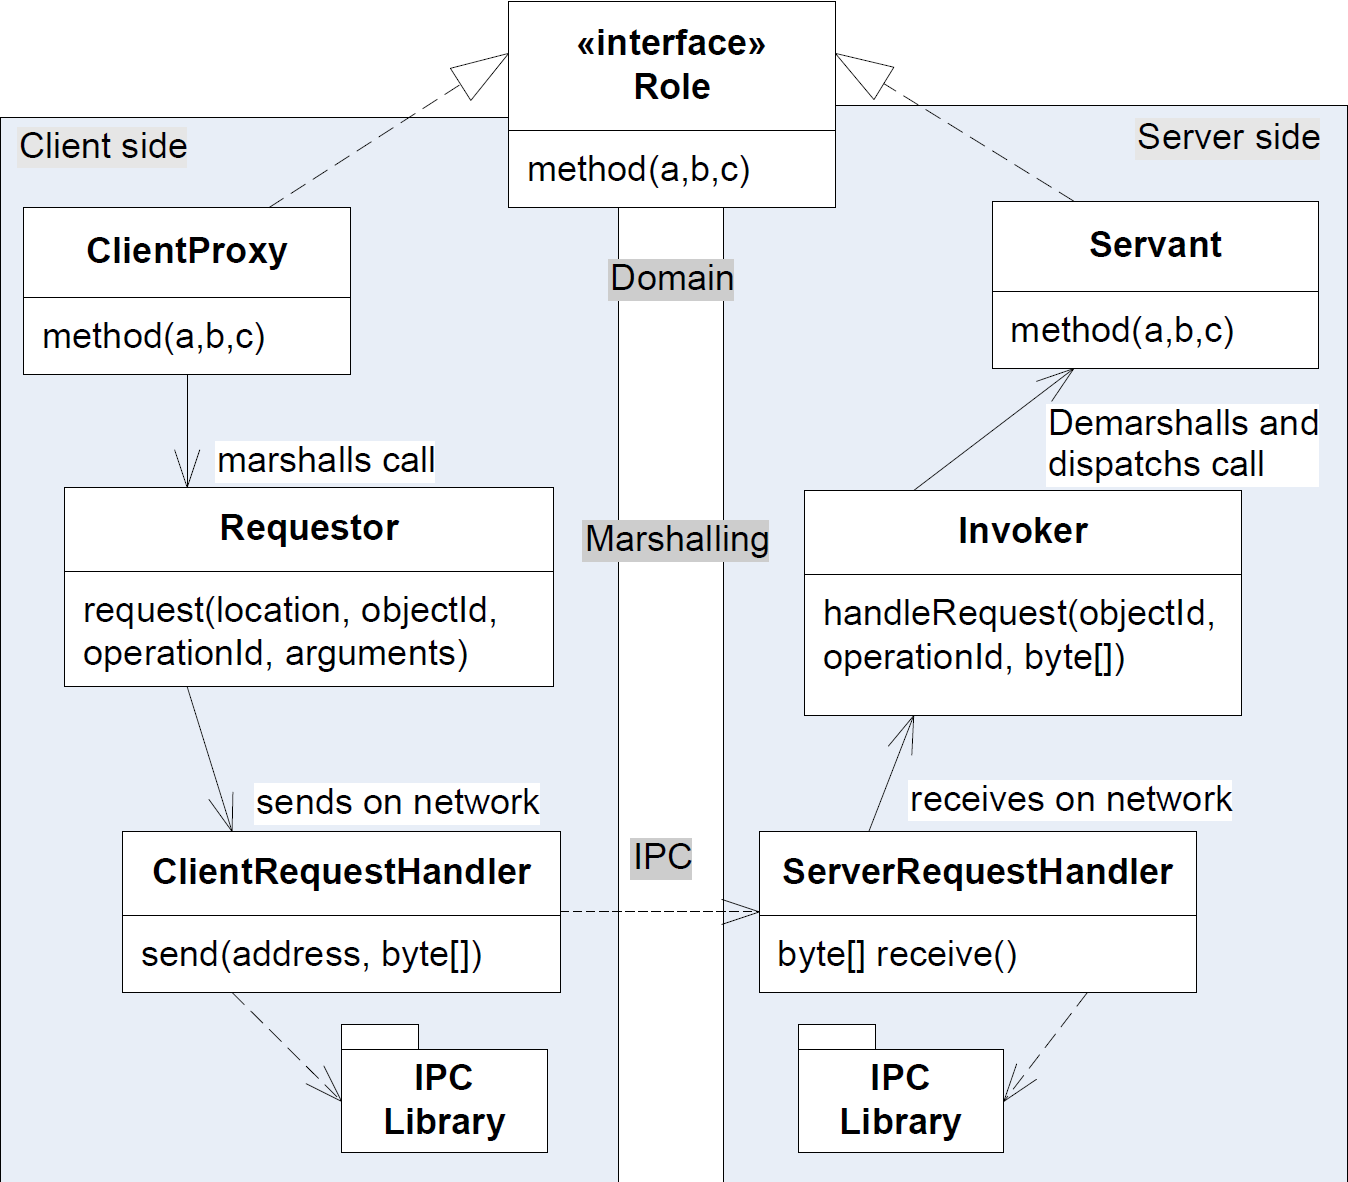 «interface»
Role
method(a,b,c)
Client side
Server side
ClientProxy
method(a,b,c)
Domain
Servant
method(a,b,c)
marshalls call
Demarshalls and
dispatchs call
Requestor
request(location, objectId,
operationId, arguments)
Marshalling
Invoker
handleRequest(objectId,
operationId, byte[])
sends on network
receives on network
ClientRequestHandler
send(address, byte[])
IPC
ServerRequestHandler
byte[] receive()
IPC
Library
IPC
Library